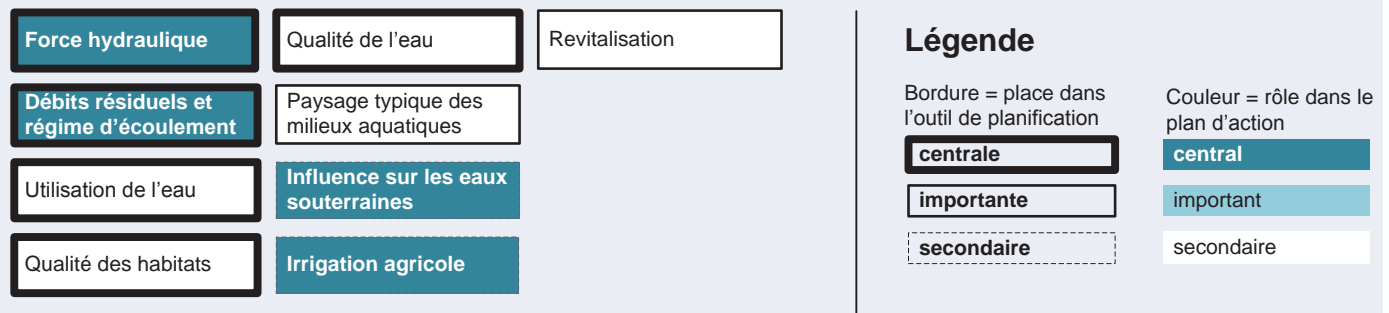 Force hydraulique
Qualité de l’eau
Revitalisation
Débits résiduels et
régime d’écoulement
Paysage typique des
milieux aquatiques
Utilisation de l’eau
Influence sur les eaux
souterraines
Qualité des habitats
Irrigation agricole
Légende
Bordure = place dans
l’outil de planification
centrale
importante
secondaire
Couleur = rôle dans le
plan d’action
central
important
secondaire